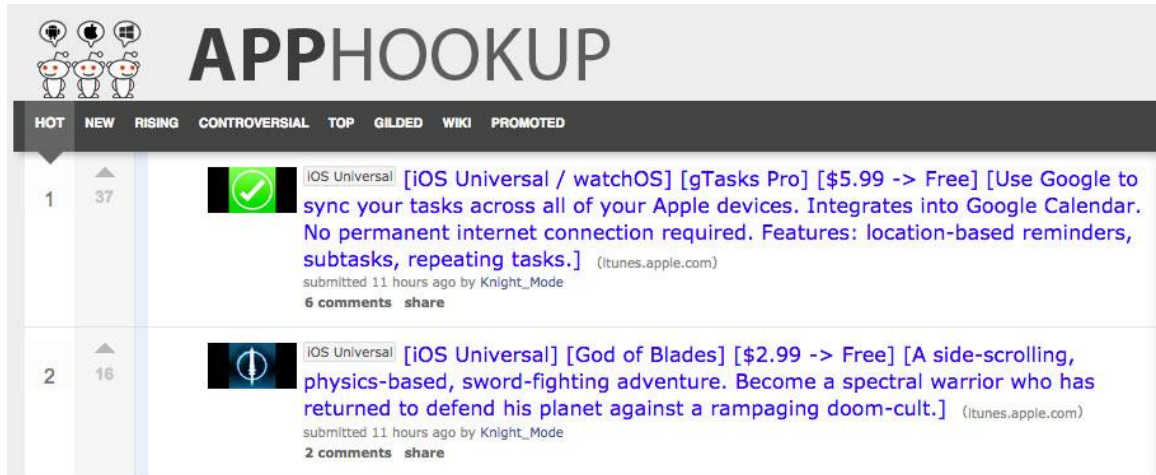 APPHOOKUP
HOT NEW RISING CONTROVERSIAL TOP GILDED WIKI PROMOTED
1 37 iOS Universal [iOS Universal / watchOS] [gTasks Pro] [$5.99 -> Free] [Use Google to
sync your tasks across all of your Apple devices. Integrates into Google Calendar.
No permanent internet connection required. Features: location-based reminders,
subtasks, repeating tasks.] (itunes.apple.com)
submitted 11 hours ago by Knight_Mode
6 comments share
2 16 iOS Universal [iOS Universal] [God of Blades] [$2.99 -> Free] [A side-scrolling,
physics-based, sword-fighting adventure. Become a spectral warrior who has
returned to defend his planet against a rampaging doom-cult.] (itunes.apple.com)
submitted 11 hours ago by Knight_Mode
2 comments share